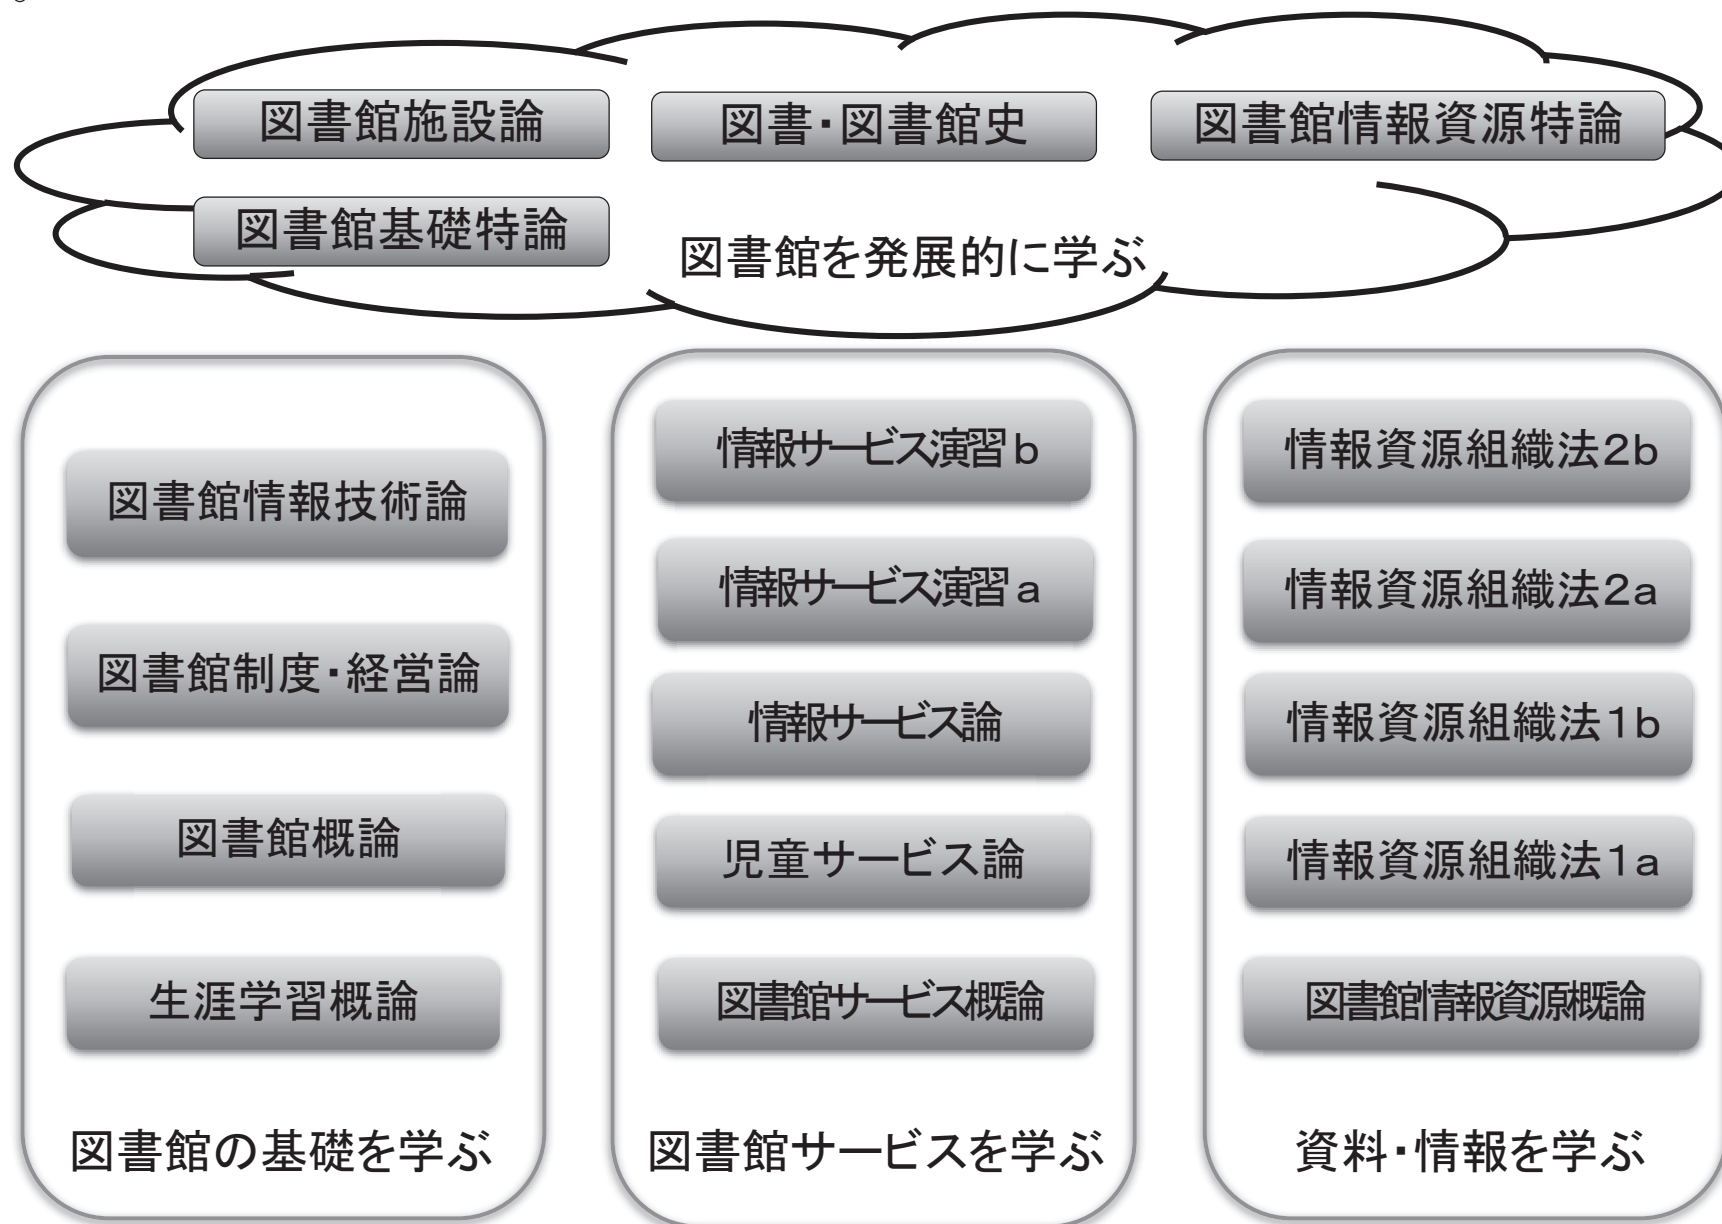 図書館施設論
図書・図書館史
図書館情報資源特論
図書館基礎特論
図書館を発展的に学ぶ
図書館情報技術論
図書館制度・経営論
図書館概論
生涯学習概論
図書館の基礎を学ぶ
情報サービス演習b
情報サービス演習a
情報サービス論
児童サービス論
図書館サービス概論
図書館サービスを学ぶ
情報資源組織法2b
情報資源組織法2a
情報資源組織法1b
情報資源組織法1a
図書館情報資源概論
資料・情報を学ぶ